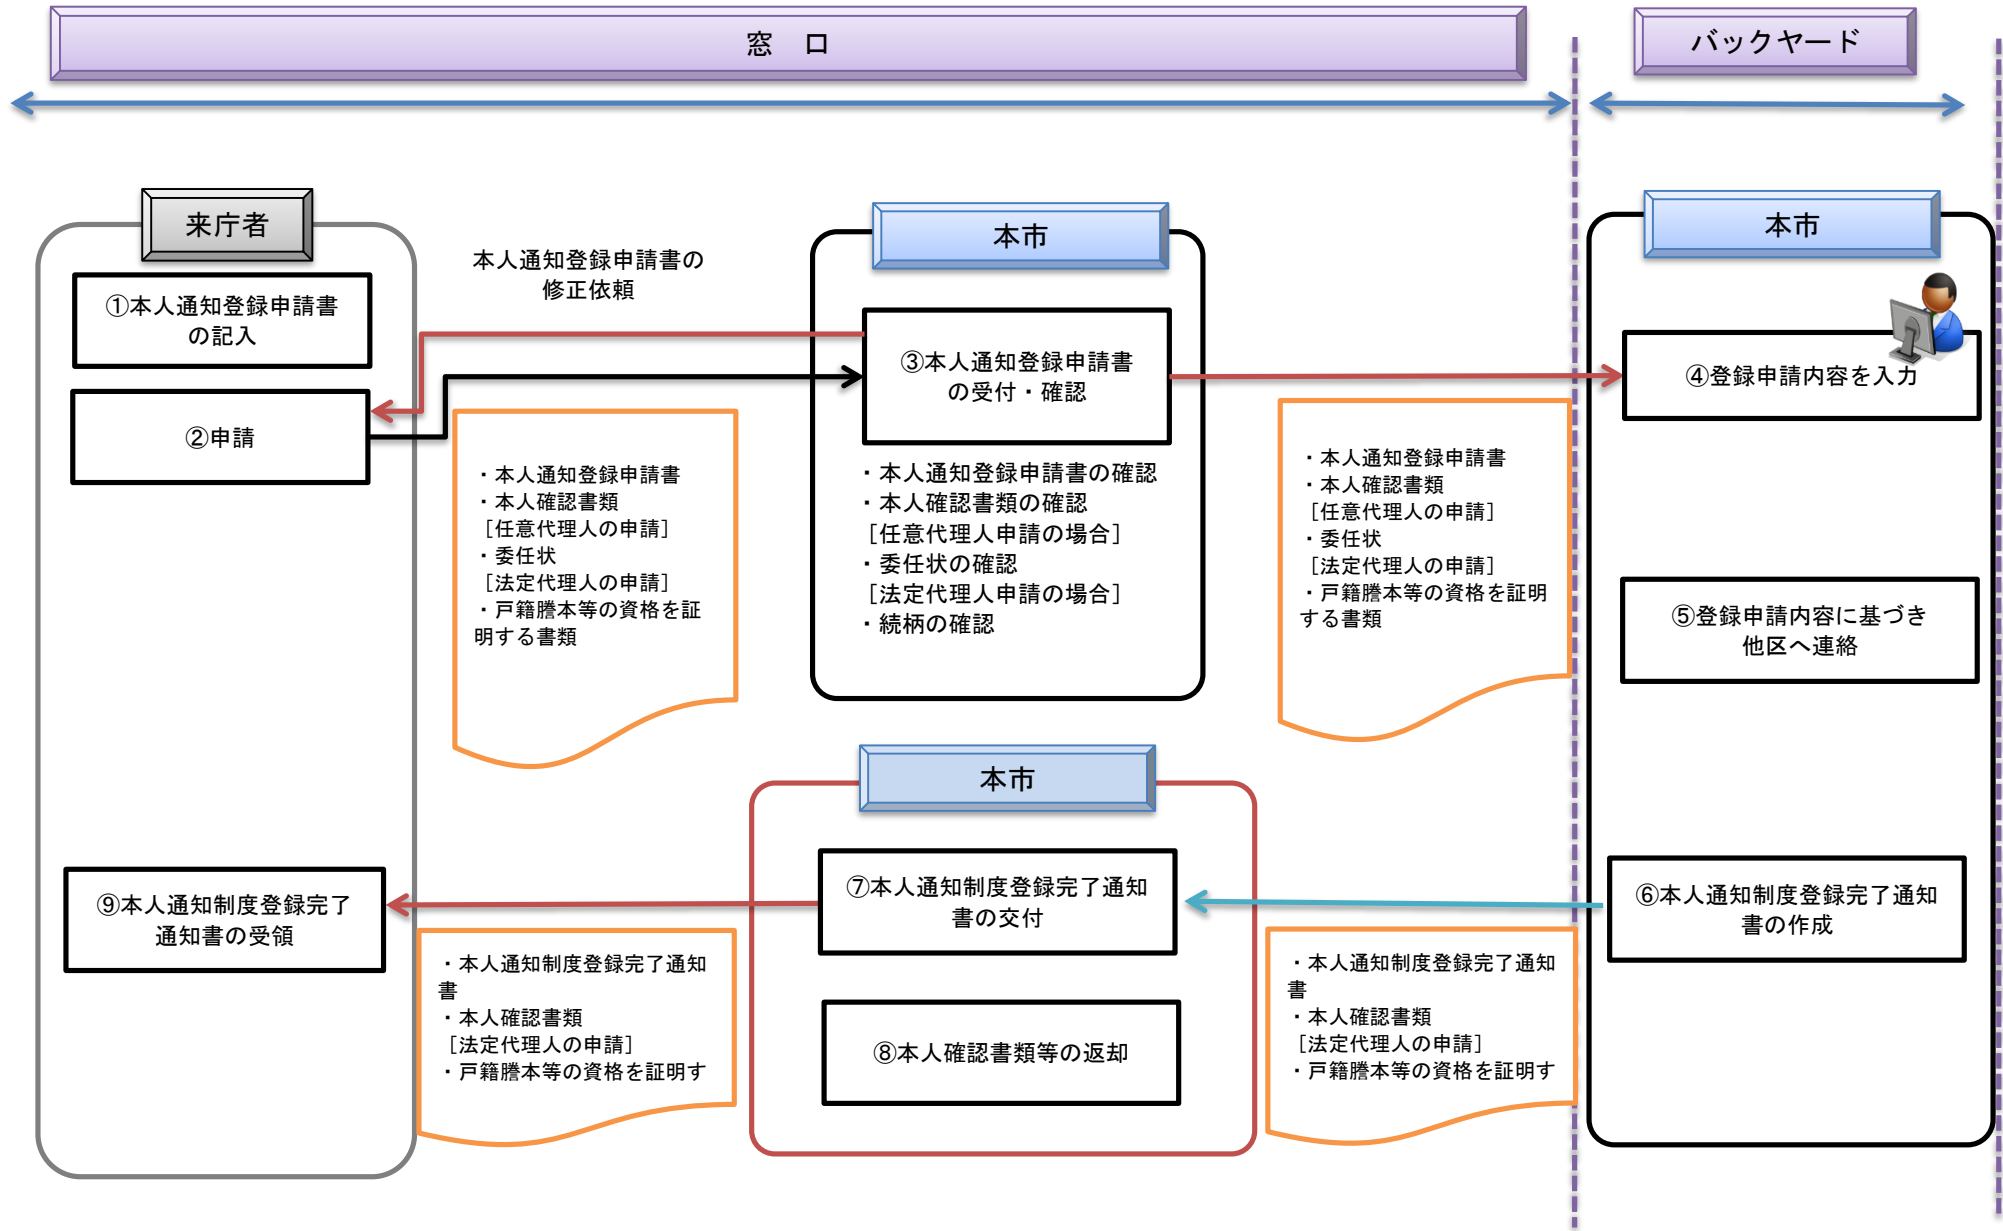 窓　口
バックヤード
来庁者
①本人通知登録申請書
の記入
②申請
本人通知登録申請書の
修正依頼
・本人通知登録申請書
・本人確認書類
［任意代理人の申請］
・委任状
［法定代理人の申請］
・戸籍謄本等の資格を証
明する書類
本市
③本人通知登録申請書
の受付・確認
・本人通知登録申請書の確認
・本人確認書類の確認
［任意代理人申請の場合］
・委任状の確認
［法定代理人申請の場合］
・続柄の確認
・本人通知登録申請書
・本人確認書類
［任意代理人の申請］
・委任状
［法定代理人の申請］
・戸籍謄本等の資格を証明
する書類
本市
④登録申請内容を入力
⑤登録申請内容に基づき
他区へ連絡
⑥本人通知制度登録完了通知
書の作成
・本人通知制度登録完了通知
書
・本人確認書類
［法定代理人の申請］
・戸籍謄本等の資格を証明す
本市
⑦本人通知制度登録完了通知
書の交付
⑧本人確認書類等の返却
・本人通知制度登録完了通知
書
・本人確認書類
［法定代理人の申請］
・戸籍謄本等の資格を証明す
⑨本人通知制度登録完了
通知書の受領